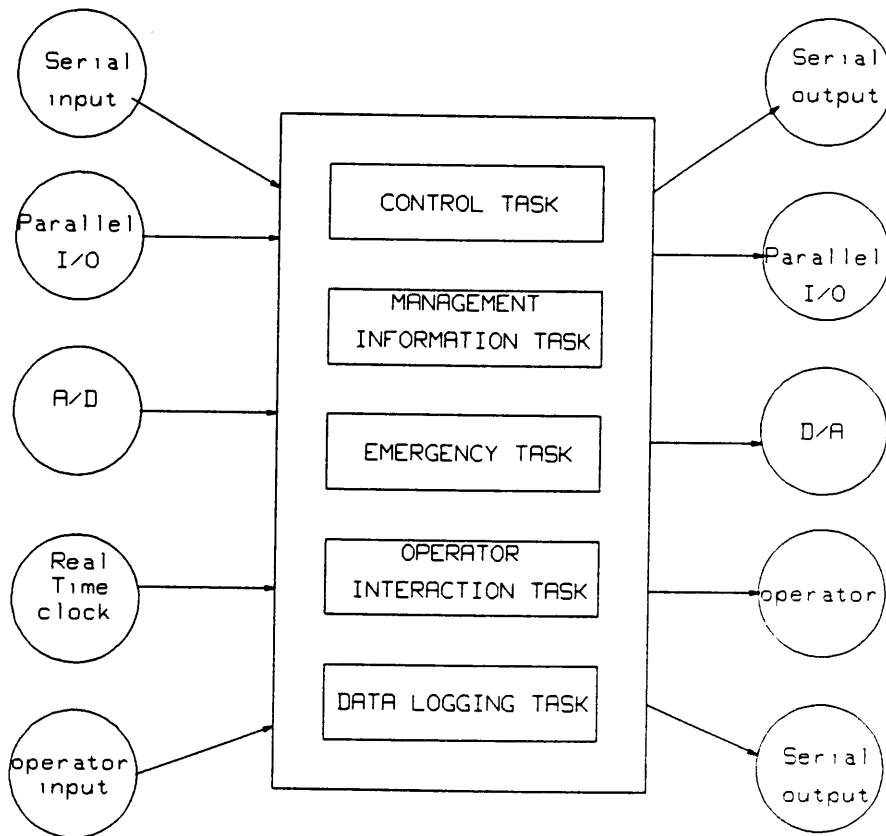 Serial
input
Parallel
I/O
A/D
Real
Time
clock
operator
input
CONTROL TASK
MANAGEMENT
INFORMATION TASK
EMERGENCY TASK
OPERATOR
INTERACTION TASK
DATA LOGGING TASK
Serial
output
Parallel
I/O
D/A
operator
Serial
output